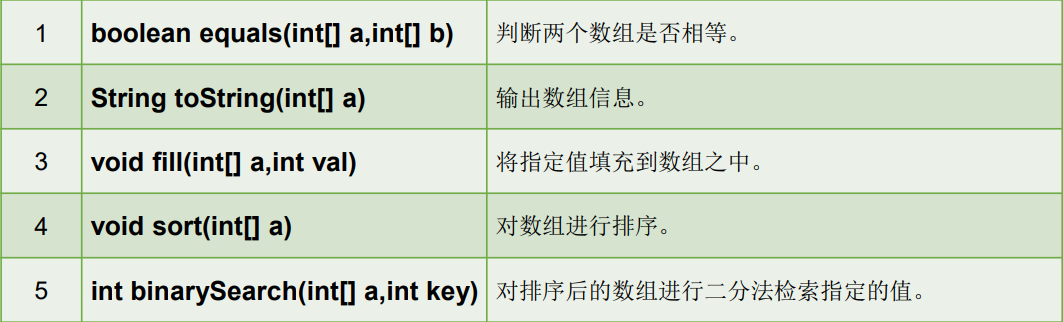 1 boolean equals(int[] a,int[] b) 判断两个数组是否相等。
2 String toString(int[] a) 输出数组信息。
3 void fill(int[] a,int val) 将指定值填充到数组之中。
4 void sort(int[] a) 对数组进行排序。
5 int binarySearch(int[] a,int key) 对排序后的数组进行二分法检索指定的值。